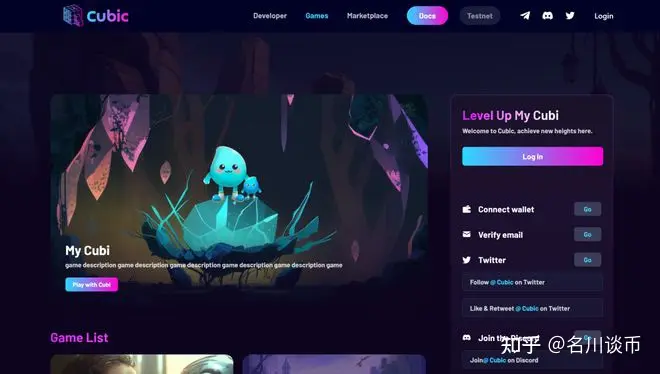 Cubic
Developer
Games
Marketplace
Docs
Testnet
Login
Level Up My Cubi
Welcome to Cubic, achieve new heights here.
Log In
Connect wallet
Go
Verify email
Go
Twitter
Go
Follow @ Cubic on Twitter
Like & Retweet @ Cubic on Twitter
Join the Discord
Go
Join@ Cubic on Discord
My Cubi
game description game description game description game description game description game
Play with Cubi
Game List
知乎 @名川谈币